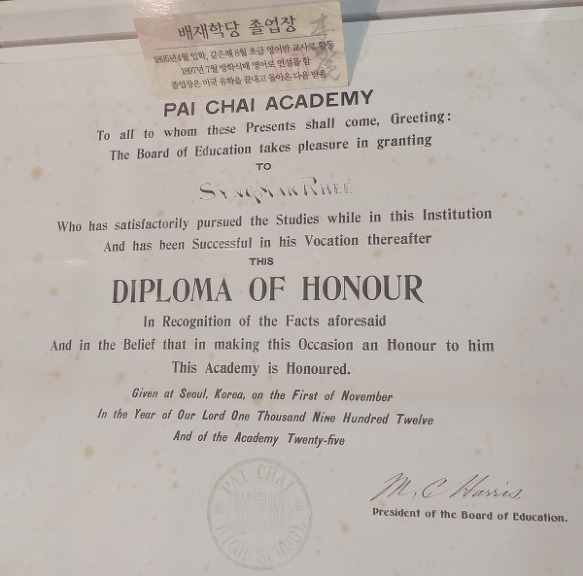 배재학당 졸업장
1895년 4월 입학, 같은해 8월 초급 영어반 교사로 활동
1897년 7월 방학식때 영어로 연설을 함
졸업장은 미국 유학을 끝내고 돌아온 다음 받음
PAI CHAI ACADEMY
To all to whom these Presents shall come, Greeting:
The Board of Education takes pleasure in granting
TO
SYNGMAN RHEE
Who has satisfactorily pursued the Studies while in this Institution
And has been Successful in his Vocation thereafter
THIS
DIPLOMA OF HONOUR
In Recognition of the Facts aforesaid
And in the Belief that in making this Occasion an Honour to him
This Academy is Honoured.
Given at Seoul, Korea, on the First of November
In the Year of Our Lord One Thousand Nine Hundred Twelve
And of the Academy Twenty-five
PAI CHAI
HIGH SCHOOL
M. C. Harris
President of the Board of Education.